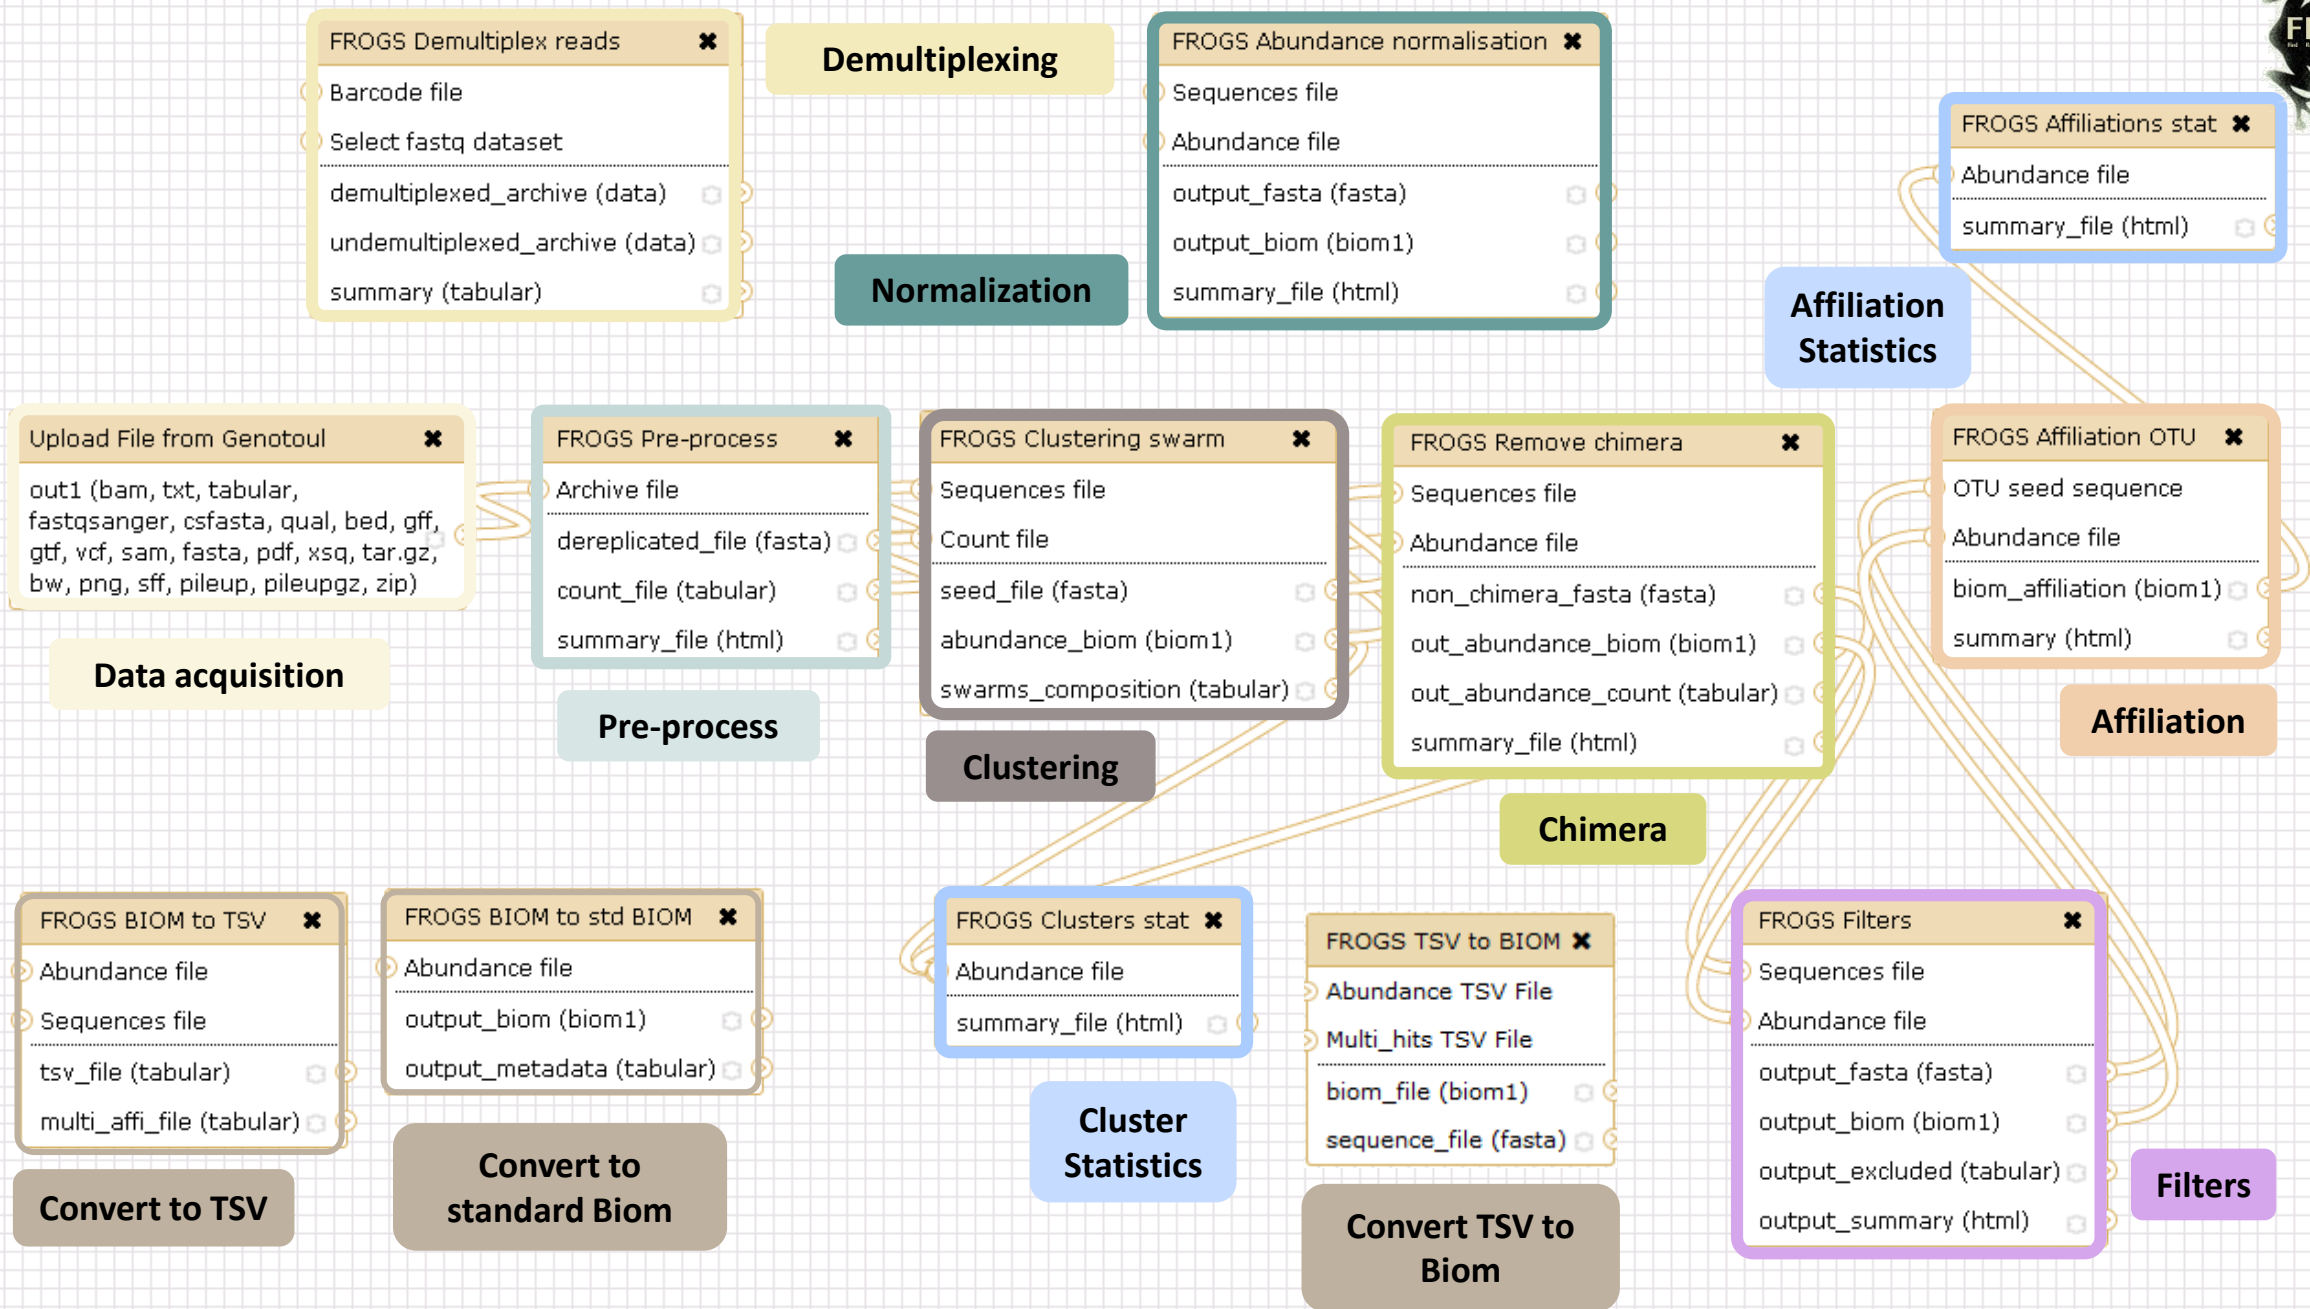 FROGS Demultiplex reads
Barcode file
Select fastq dataset
demultiplexed_archive (data)
undemultiplexed_archive (data)
summary (tabular)
Demultiplexing
FROGS Abundance normalisation
Sequences file
Abundance file
output_fasta (fasta)
output_biom (biom1)
summary_file (html)
Normalization
FROGS Affiliations stat
Abundance file
summary_file (html)
Affiliation
Statistics
Upload File from Genotoul
out1 (bam, txt, tabular,
fastqsanger, csfasta, qual, bed, gff,
gtf, vcf, sam, fasta, pdf, xsq, tar.gz,
bw, png, sff, pileup, pileupgz, zip)
Data acquisition
FROGS Pre-process
Archive file
dereplicated_file (fasta)
count_file (tabular)
summary_file (html)
Pre-process
FROGS Clustering swarm
Sequences file
Count file
seed_file (fasta)
abundance_biom (biom1)
swarms_composition (tabular)
Clustering
FROGS Remove chimera
Sequences file
Abundance file
non_chimera_fasta (fasta)
out_abundance_biom (biom1)
out_abundance_count (tabular)
summary_file (html)
Chimera
FROGS Affiliation OTU
OTU seed sequence
Abundance file
biom_affiliation (biom1)
summary (html)
Affiliation
FROGS BIOM to TSV
Abundance file
Sequences file
tsv_file (tabular)
multi_affi_file (tabular)
Convert to TSV
FROGS BIOM to std BIOM
Abundance file
output_biom (biom1)
output_metadata (tabular)
Convert to
standard Biom
FROGS Clusters stat
Abundance file
summary_file (html)
Cluster
Statistics
FROGS TSV to BIOM
Abundance TSV File
Multi_hits TSV File
biom_file (biom1)
sequence_file (fasta)
Convert TSV to
Biom
FROGS Filters
Sequences file
Abundance file
output_fasta (fasta)
output_biom (biom1)
output_excluded (tabular)
output_summary (html)
Filters